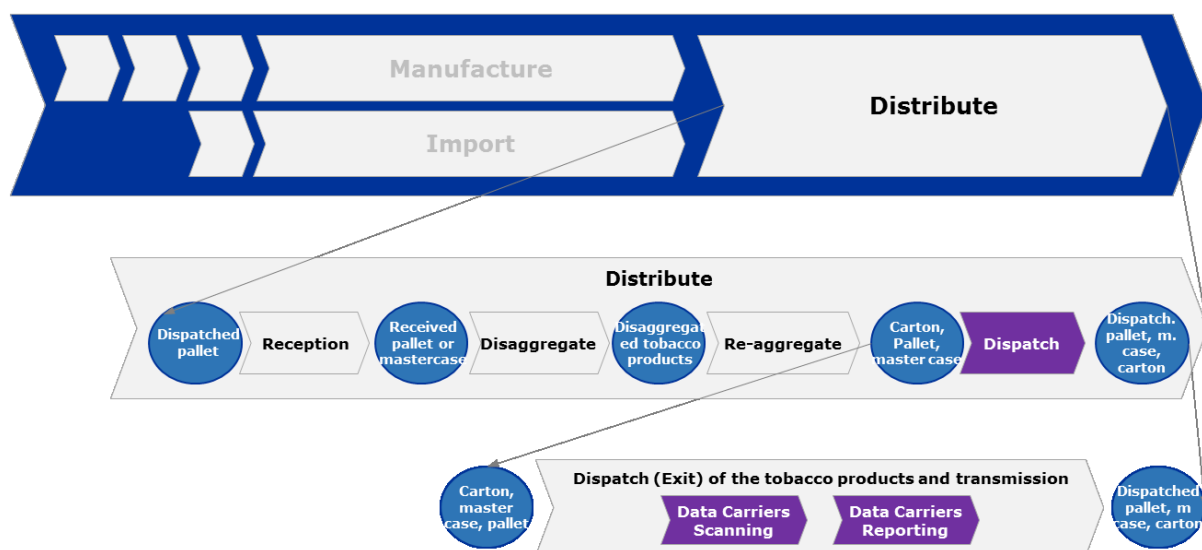 Manufacture
Import
Distribute
Distribute
Dispatched
pallet
Reception
Received
pallet or
mastercase
Disaggregate
Disaggregat
ed tobacco
products
Re-aggregate
Carton,
Pallet,
master case
Dispatch
Dispatch.
pallet, m.
case,
carton
Carton,
master
case, pallet
Dispatch (Exit) of the tobacco products and transmission
Data Carriers
Scanning
Data Carriers
Reporting
Dispatched
pallet, m
case, carton